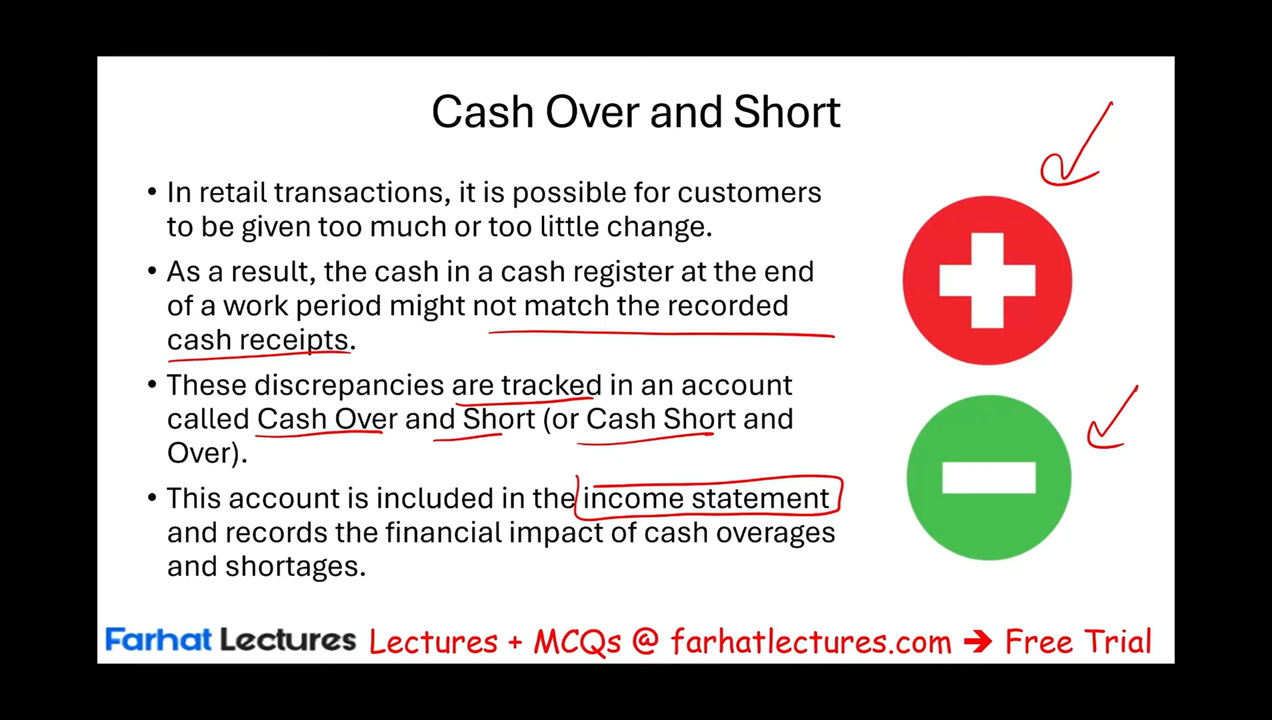 Cash Over and Short
• In retail transactions, it is possible for customers
to be given too much or too little change.
• As a result, the cash in a cash register at the end
of a work period might not match the recorded
cash receipts.
• These discrepancies are tracked in an account
called Cash Over and Short (or Cash Short and
Over).
• This account is included in the income statement
and records the financial impact of cash overages
and shortages.
Farhat Lectures Lectures + MCQs @ farhatlectures.com ➔ Free Trial